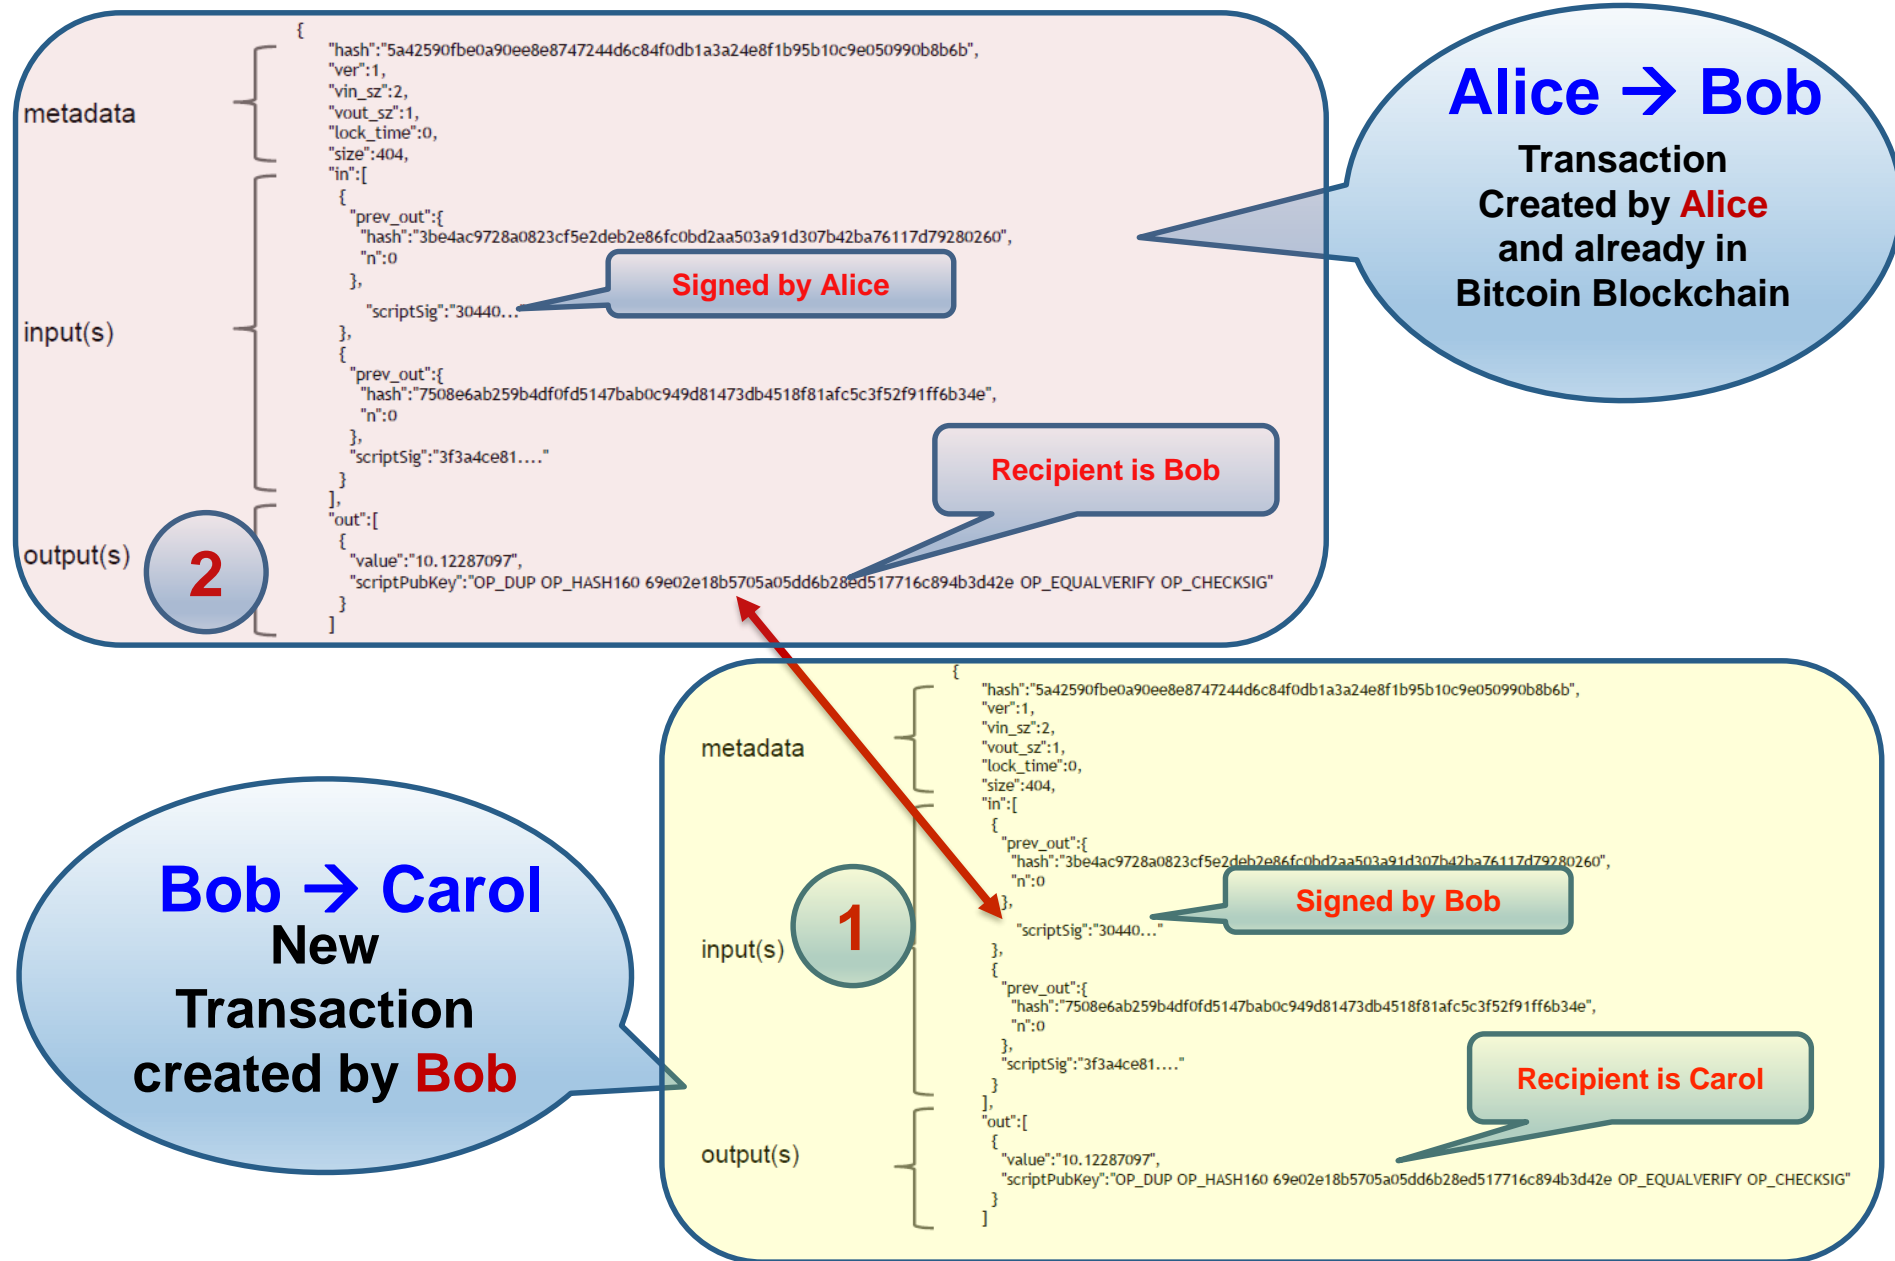 {
"hash":"5a42590fbe0a90ee8e8747244d6c84f0db1a3a24e8f1b95b10c9e050990b8b6b",
"ver":1,
"vin_sz":2,
metadata
"vout_sz":1,
"lock_time":0,
"size":404,
"in":[
{
"prev_out":{
"hash":"3be4ac9728a0823cf5e2deb2e86fc0bd2aa503a91d307b42ba76117d79280260",
"n":0
},
Signed by Alice
"scriptSig":"30440..."
input(s)
},
{
"prev_out":{
"hash":"7508e6ab259b4df0fd5147bab0c949d81473db4518f81afc5c3f52f91ff6b34e",
"n":0
},
"scriptSig":"3f3a4ce81...."
Recipient is Bob
}
],
"out":[
output(s)
2
{
"value":"10.12287097",
"scriptPubKey":"OP_DUP OP_HASH160 69e02e18b5705a05dd6b28ed517716c894b3d42e OP_EQUALVERIFY OP_CHECKSIG"
}
]
Alice → Bob
Transaction
Created by Alice
and already in
Bitcoin Blockchain
{
"hash":"5a42590fbe0a90ee8e8747244d6c84f0db1a3a24e8f1b95b10c9e050990b8b6b",
"ver":1,
"vin_sz":2,
metadata
"vout_sz":1,
"lock_time":0,
"size":404,
"in":[
{
"prev_out":{
"hash":"3be4ac9728a0823cf5e2deb2e86fc0bd2aa503a91d307b42ba76117d79280260",
"n":0
},
Signed by Bob
1
"scriptSig":"30440..."
input(s)
},
{
"prev_out":{
"hash":"7508e6ab259b4df0fd5147bab0c949d81473db4518f81afc5c3f52f91ff6b34e",
"n":0
},
"scriptSig":"3f3a4ce81...."
Recipient is Carol
}
],
"out":[
{
output(s)
"value":"10.12287097",
"scriptPubKey":"OP_DUP OP_HASH160 69e02e18b5705a05dd6b28ed517716c894b3d42e OP_EQUALVERIFY OP_CHECKSIG"
}
]
Bob → Carol
New
Transaction
created by Bob